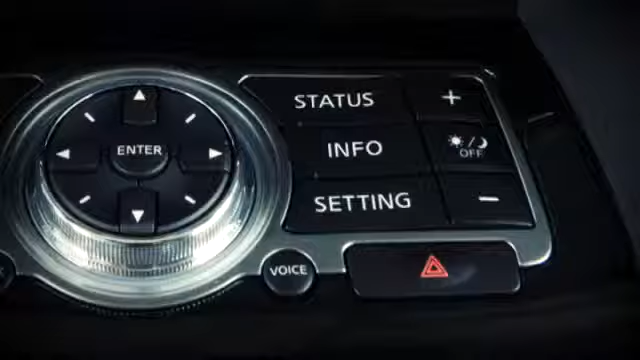 STATUS
+
INFO
OFF
SETTING
−
ENTER
VOICE